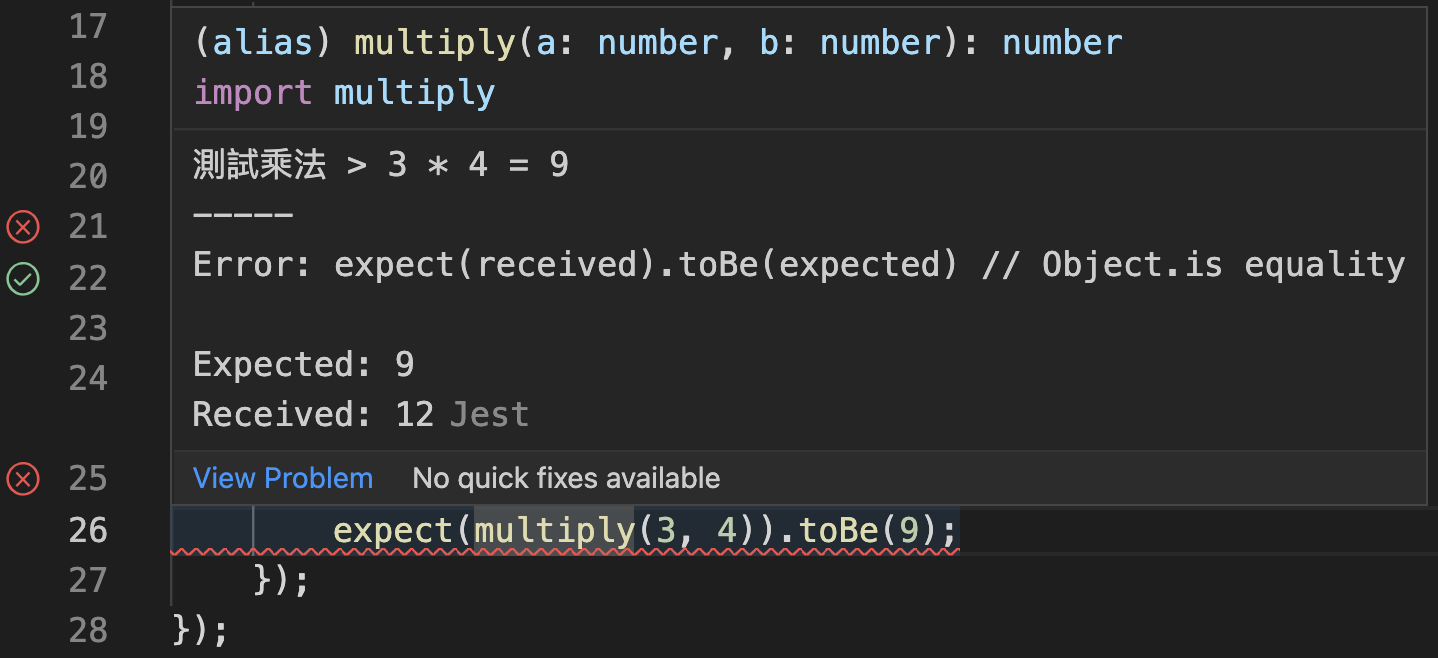 17
18
19
20
21
22
23
24
25
26
27
28
(alias) multiply(a: number, b: number): number
import multiply
測試乘法 > 3 * 4 = 9
-----
Error: expect(received).toBe(expected) // Object.is equality
Expected: 9
Received: 12 Jest
View Problem No quick fixes available
expect(multiply(3, 4)).toBe(9);
});
});